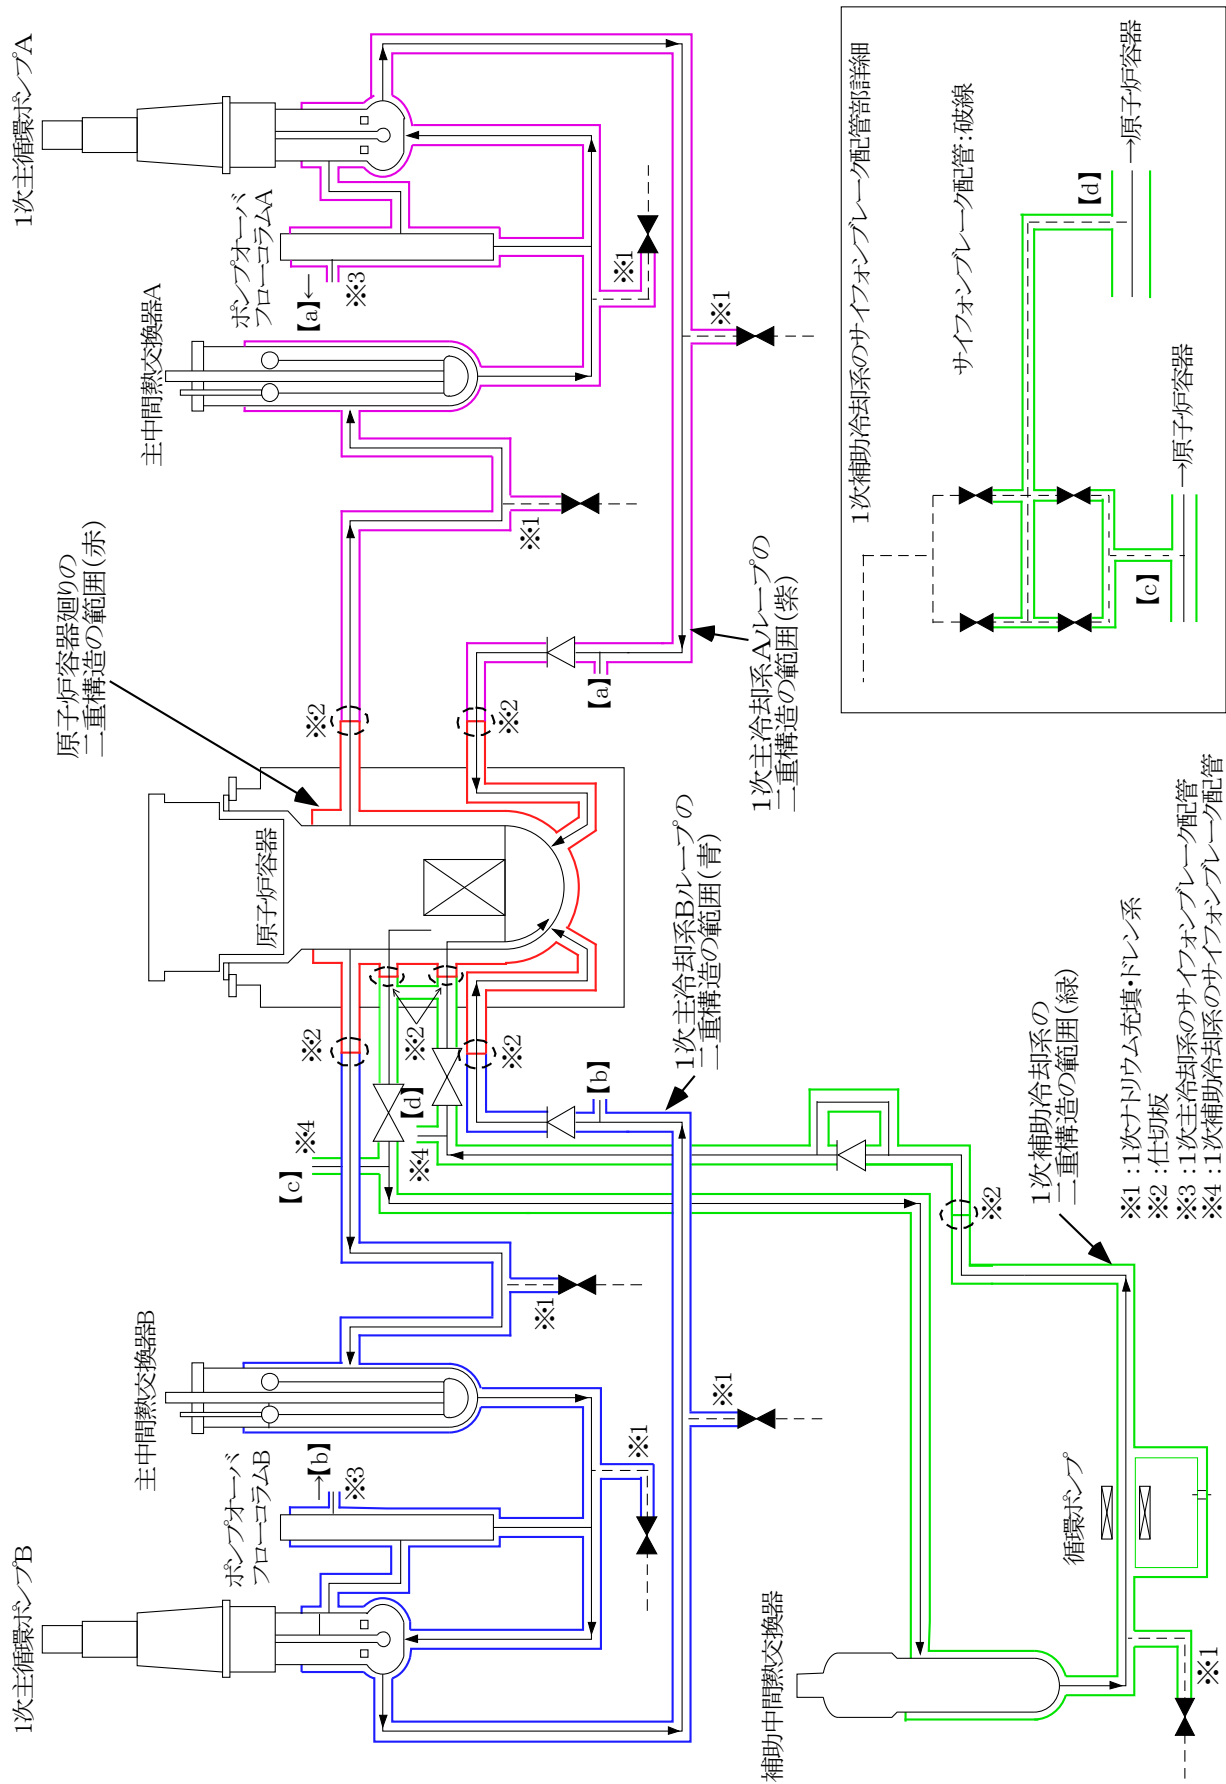 1次主循環ポンプB
ポンプオーバ
フローコラムB
→【b】
※3
主中間熱交換器B
※1
※1
※1
【c】
※4
※4
【d】
※2
※2
※2
【b】
原子炉容器
原子炉容器廻りの
二重構造の範囲(赤)
※2
※2
【a】
※1
主中間熱交換器A
ポンプオーバ
フローコラムA
【a】←
※3
1次主循環ポンプA
※1
※1
1次主冷却系Bループの
二重構造の範囲(青)
1次主冷却系Aループの
二重構造の範囲(紫)
補助中間熱交換器
循環ポンプ
※1
※2
1次補助冷却系の
二重構造の範囲(緑)
※1:1次ナトリウム充填・ドレン系
※2:仕切板
※3:1次主冷却系のサイフォンブレーク配管
※4:1次補助冷却系のサイフォンブレーク配管
1次補助冷却系のサイフォンブレーク配管部詳細
サイフォンブレーク配管:破線
【c】
→原子炉容器
【d】
→原子炉容器